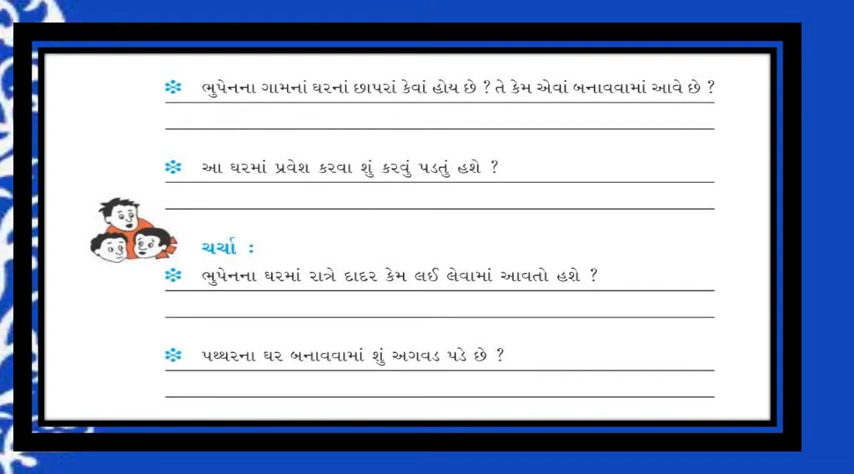 ભુપેનના ગામનાં ઘરનાં છાપરાં કેવાં હોય છે ? તે કેમ એવાં બનાવવામાં આવે છે ?
આ ઘરમાં પ્રવેશ કરવા શું કરવું પડતું હશે ?
ચર્ચા :
ભુપેનના ઘરમાં રાત્રે દાદર કેમ લઈ લેવામાં આવતો હશે ?
પથ્થરના ઘર બનાવવામાં શું અગવડ પડે છે ?